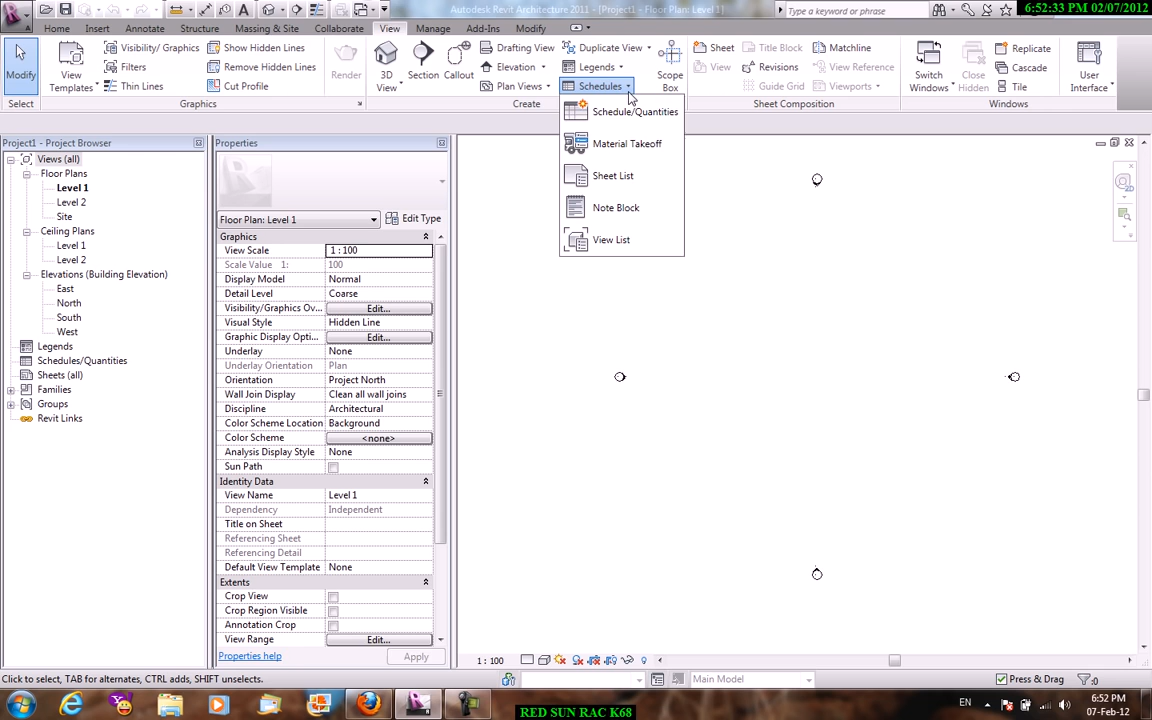 Autodesk Revit Architecture 2011 - [Project1 - Floor Plan: Level 1]
Type a keyword or phrase
6:52:33 PM 02/07/2012
Home Insert Annotate Structure Massing & Site Collaborate View Manage Add-Ins Modify
Modify
View Templates
Visibility/ Graphics
Filters
Thin Lines
Show Hidden Lines
Remove Hidden Lines
Cut Profile
Render
3D View
Section
Callout
Drafting View
Elevation
Plan Views
Duplicate View
Legends
Schedules
Scope Box
Sheet
View
Title Block
Revisions
Guide Grid
Matchline
View Reference
Viewports
Switch Windows
Close Hidden
Replicate
Cascade
Tile
User Interface
Select Graphics Create Sheet Composition Windows
Schedule/Quantities
Material Takeoff
Sheet List
Note Block
View List
Project1 - Project Browser
Views (all)
Floor Plans
Level 1
Level 2
Site
Ceiling Plans
Level 1
Level 2
Elevations (Building Elevation)
East
North
South
West
Legends
Schedules/Quantities
Sheets (all)
Families
Groups
Revit Links
Properties
Floor Plan: Level 1 Edit Type
Graphics
View Scale 1 : 100
Scale Value 1: 100
Display Model Normal
Detail Level Coarse
Visibility/Graphics Ov... Edit...
Visual Style Hidden Line
Graphic Display Opti... Edit...
Underlay None
Underlay Orientation Plan
Orientation Project North
Wall Join Display Clean all wall joins
Discipline Architectural
Color Scheme Location Background
Color Scheme <none>
Analysis Display Style None
Sun Path
Identity Data
View Name Level 1
Dependency Independent
Title on Sheet
Referencing Sheet
Referencing Detail
Default View Template None
Extents
Crop View
Crop Region Visible
Annotation Crop
View Range Edit...
Properties help Apply
2D
1 : 100
Click to select, TAB for alternates, CTRL adds, SHIFT unselects.
Main Model
Press & Drag
:0
EN
6:52 PM
07-Feb-12
RED SUN RAC K68